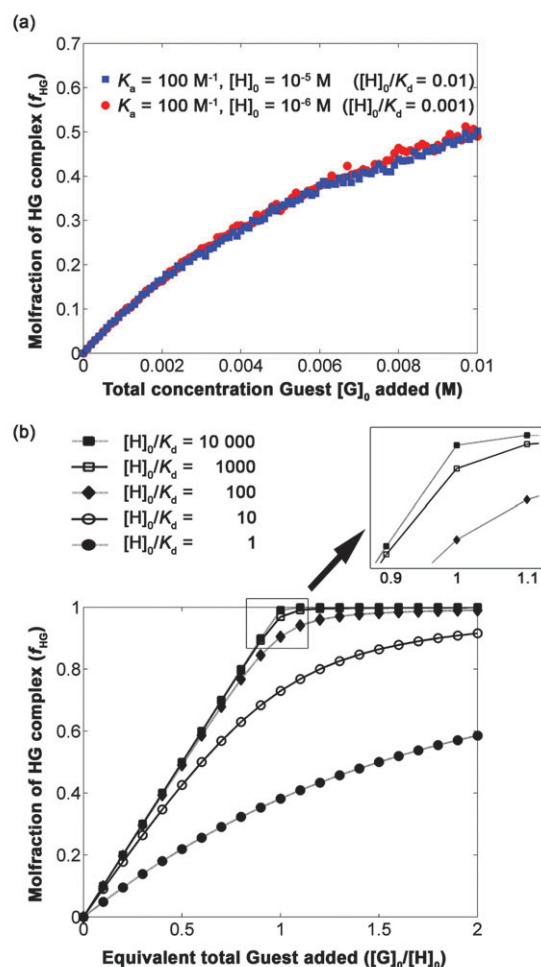 (a)
0.7
0.6
0.5
0.4
0.3
0.2
0.1
0
Molfraction of HG complex (fHG)
Ka = 100 M-1, [H]0 = 10-5 M ([H]0/Kd = 0.01)
Ka = 100 M-1, [H]0 = 10-6 M ([H]0/Kd = 0.001)
0 0.002 0.004 0.006 0.008 0.01
Total concentration Guest [G]0 added (M)
(b)
[H]0/Kd = 10 000
[H]0/Kd = 1000
[H]0/Kd = 100
[H]0/Kd = 10
[H]0/Kd = 1
0.9 1 1.1
1
0.8
0.6
0.4
0.2
0
Molfraction of HG complex (fHG)
0 0.5 1 1.5 2
Equivalent total Guest added ([G]0/[H]0)